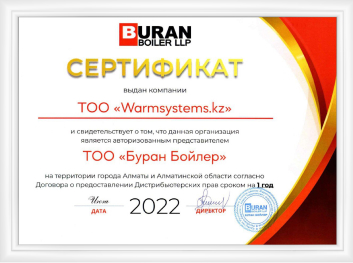 BURAN
BOILER LLP
СЕРТИФИКАТ
выдан компании
ТОО «Warmsystems.kz»
и свидетельствует о том, что данная организация
является авторизованным представителем
ТОО «Буран Бойлер»
на территории города Алматы и Алматинской области согласно
Договора о предоставлении Дистрибьютерских прав сроком на 1 год
Июль 2022
ДАТА ДИРЕКТОР
BURAN